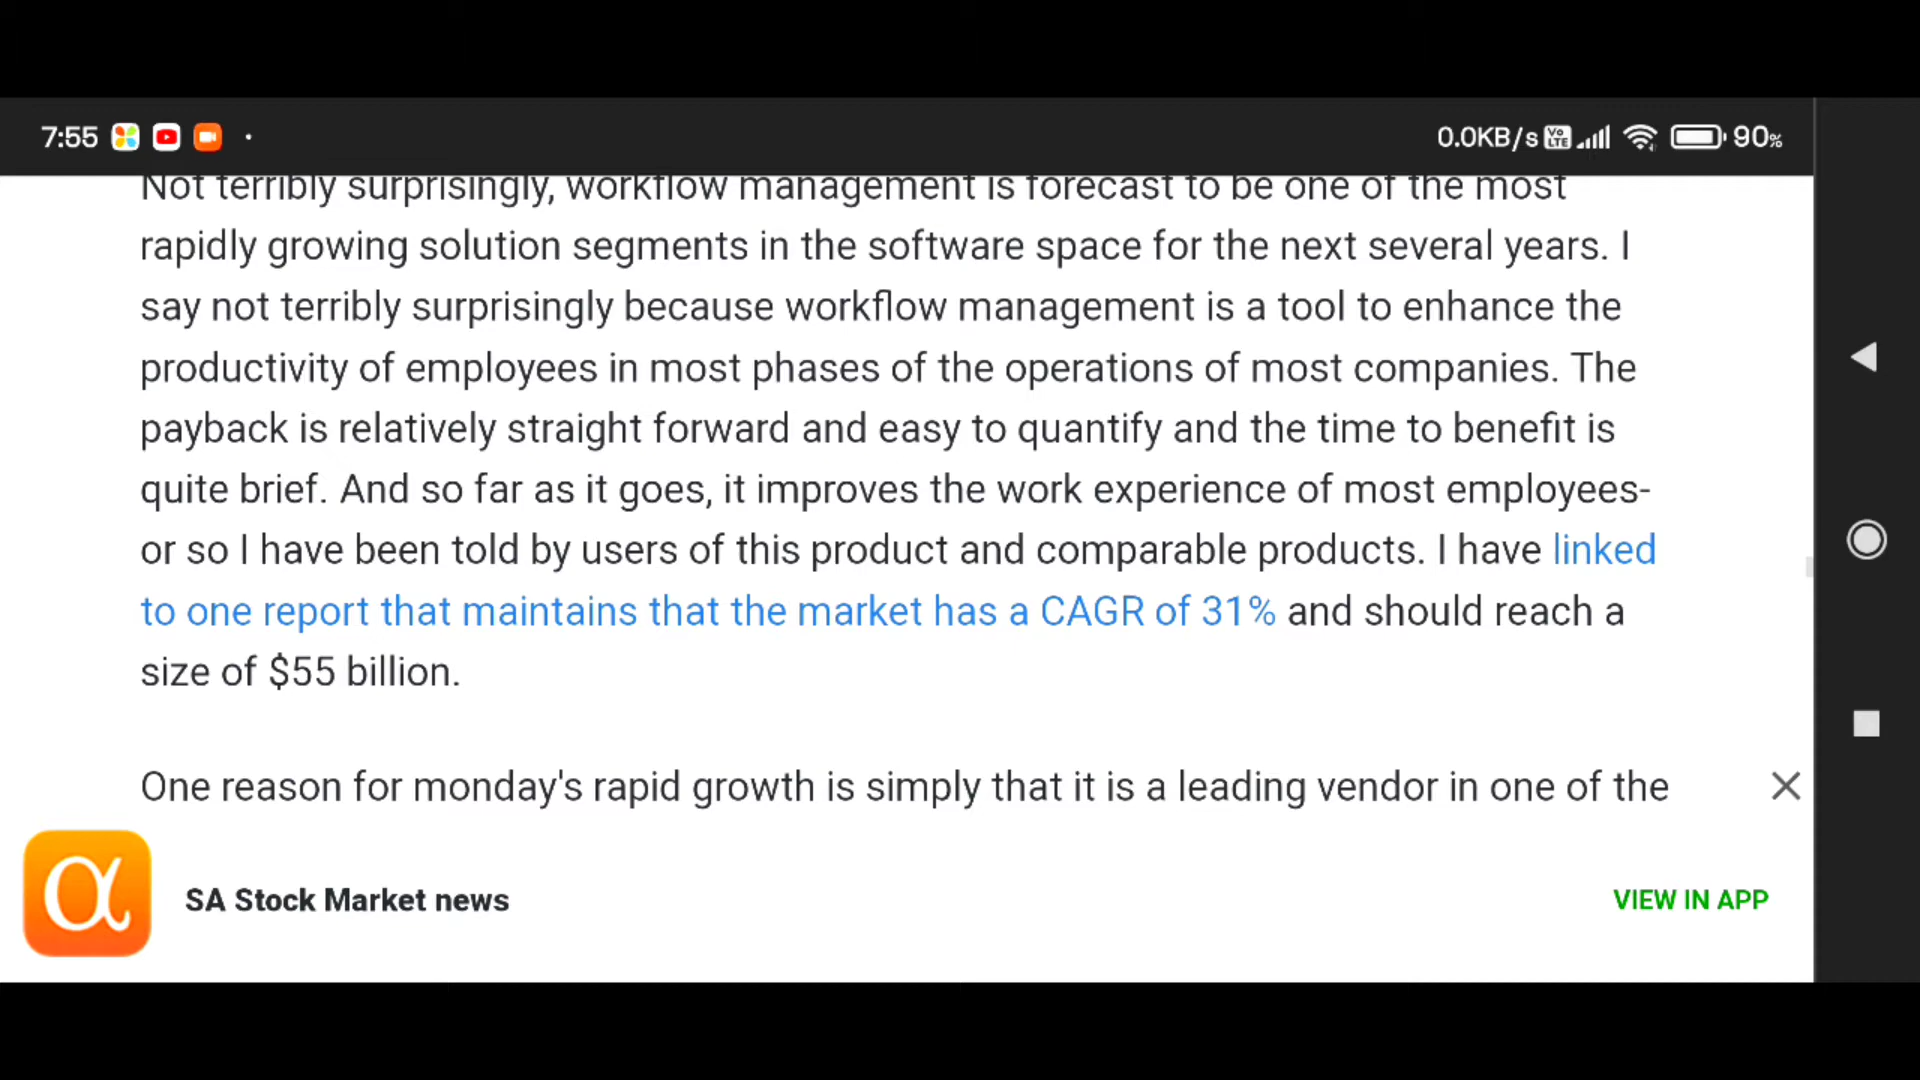 7:55
0.0KB/s Vo LTE 90%
Not terribly surprisingly, workflow management is forecast to be one of the most
rapidly growing solution segments in the software space for the next several years. I
say not terribly surprisingly because workflow management is a tool to enhance the
productivity of employees in most phases of the operations of most companies. The
payback is relatively straight forward and easy to quantify and the time to benefit is
quite brief. And so far as it goes, it improves the work experience of most employees-
or so I have been told by users of this product and comparable products. I have linked
to one report that maintains that the market has a CAGR of 31% and should reach a
size of $55 billion.
One reason for monday's rapid growth is simply that it is a leading vendor in one of the
α
SA Stock Market news
VIEW IN APP